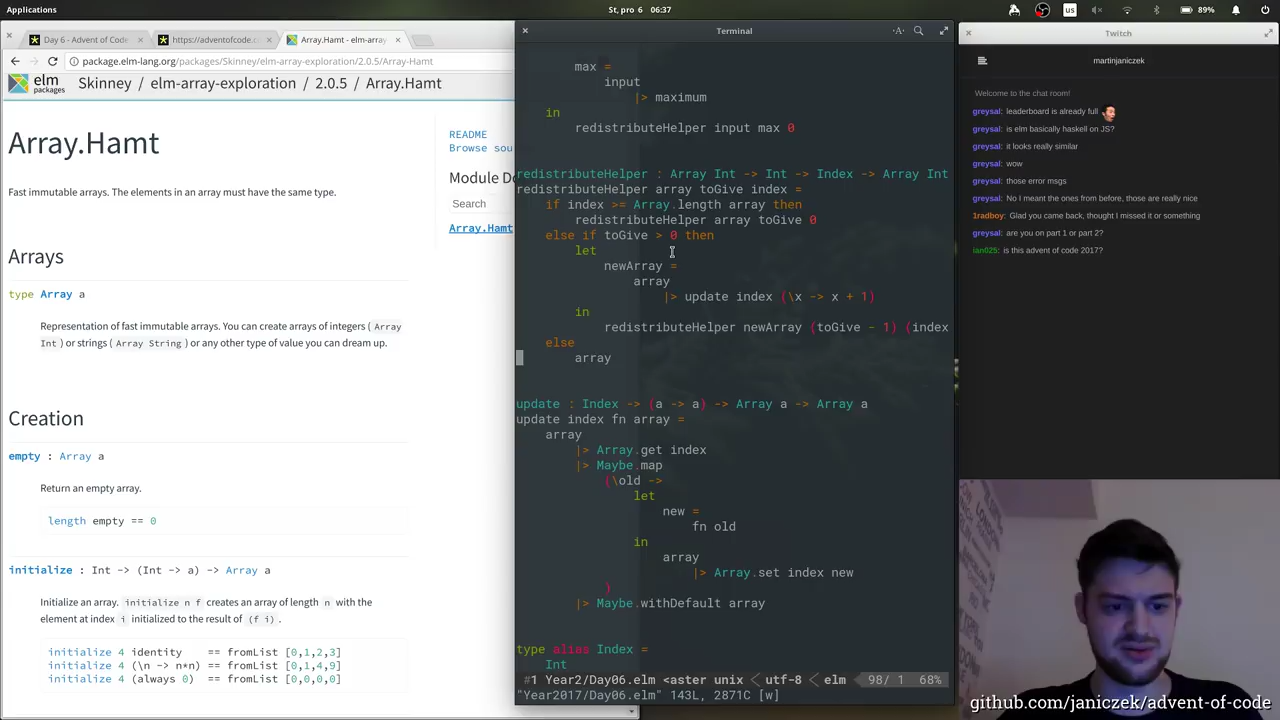 Applications
St, pro 6 06:37
us
89%
Day 6 - Advent of Code
https://adventofcode.c
Array.Hamt - elm-array
package.elm-lang.org/packages/Skinney/elm-array-exploration/2.0.5/Array-Hamt
elm packages
Skinney / elm-array-exploration / 2.0.5 / Array.Hamt
Array.Hamt
Fast immutable arrays. The elements in an array must have the same type.
Arrays
type Array a
Representation of fast immutable arrays. You can create arrays of integers ( Array
Int ) or strings ( Array String ) or any other type of value you can dream up.
Creation
empty : Array a
Return an empty array.
length empty == 0
initialize : Int -> (Int -> a) -> Array a
Initialize an array. initialize n f creates an array of length n with the
element at index i initialized to the result of (f i) .
initialize 4 identity == fromList [0,1,2,3]
initialize 4 (\n -> n*n) == fromList [0,1,4,9]
initialize 4 (always 0) == fromList [0,0,0,0]
README
Browse sou
Module Do
Search
Array.Hamt
Terminal
max =
input
|> maximum
in
redistributeHelper input max 0
redistributeHelper : Array Int -> Int -> Index -> Array Int
redistributeHelper array toGive index =
if index >= Array.length array then
redistributeHelper array toGive 0
else if toGive > 0 then
let
newArray =
array
|> update index (\x -> x + 1)
in
redistributeHelper newArray (toGive - 1) (index
else
array
update : Index -> (a -> a) -> Array a -> Array a
update index fn array =
array
|> Array.get index
|> Maybe.map
(\old ->
let
new =
fn old
in
array
|> Array.set index new
)
|> Maybe.withDefault array
type alias Index =
Int
#1 Year2/Day06.elm <aster unix < utf-8 < elm 98/ 1 68%
"Year2017/Day06.elm" 143L, 2871C [w]
Twitch
martinjaniczek
Welcome to the chat room!
greysal: leaderboard is already full
greysal: is elm basically haskell on JS?
greysal: it looks really similar
greysal: wow
greysal: those error msgs
greysal: No I meant the ones from before, those are really nice
1radboy: Glad you came back, thought I missed it or something
greysal: are you on part 1 or part 2?
ian625: is this advent of code 2017?
github.com/janiczek/advent-of-code